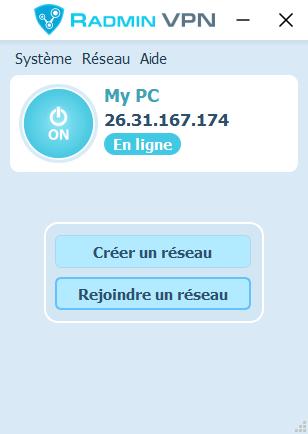 RADMIN VPN
Système Réseau Aide
My PC
26.31.167.174
ON
En ligne
Créer un réseau
Rejoindre un réseau